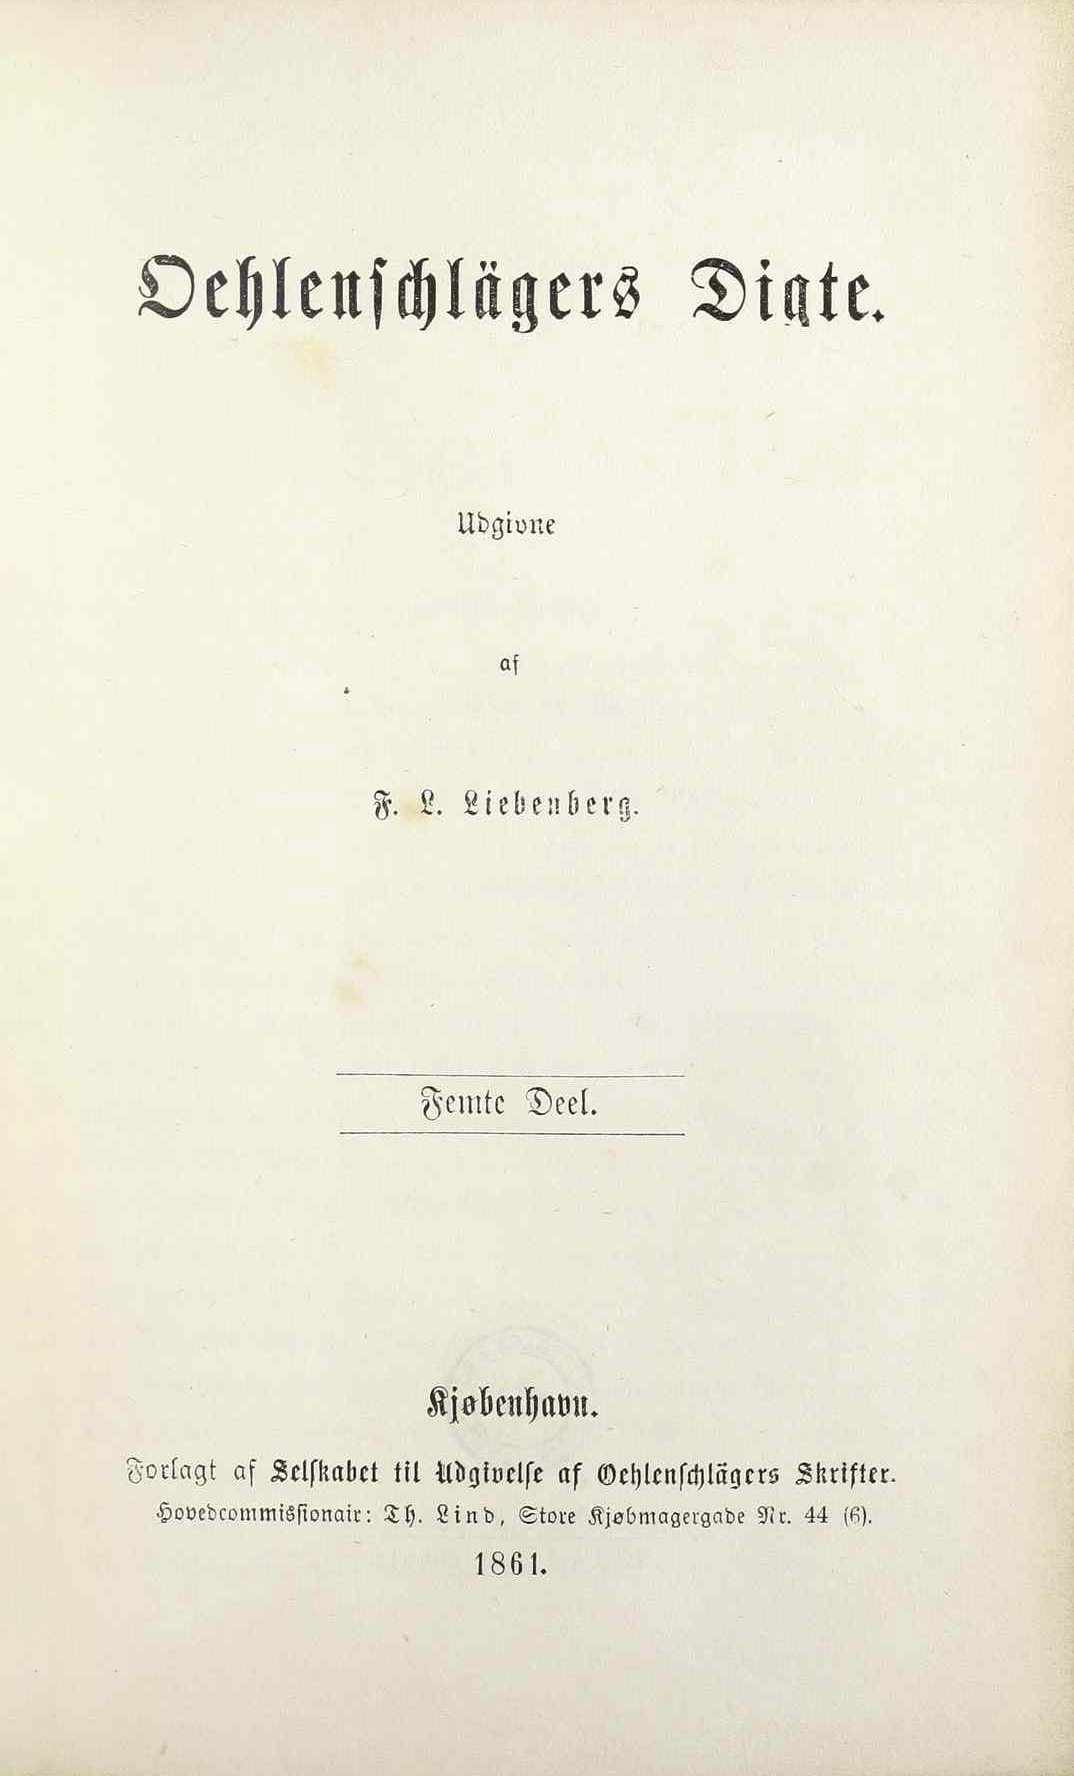 Oehlenschlägers Digte.
Udgivne
af
F. L. Liebenberg.
Femte Deel.
Kjøbenhavn.
Forlagt af Selskabet til Udgivelse af Oehlenschlägers Skrifter.
Hovedcommissionair: Th. Lind, Store Kjøbmagergade Nr. 44 (6).
1861.